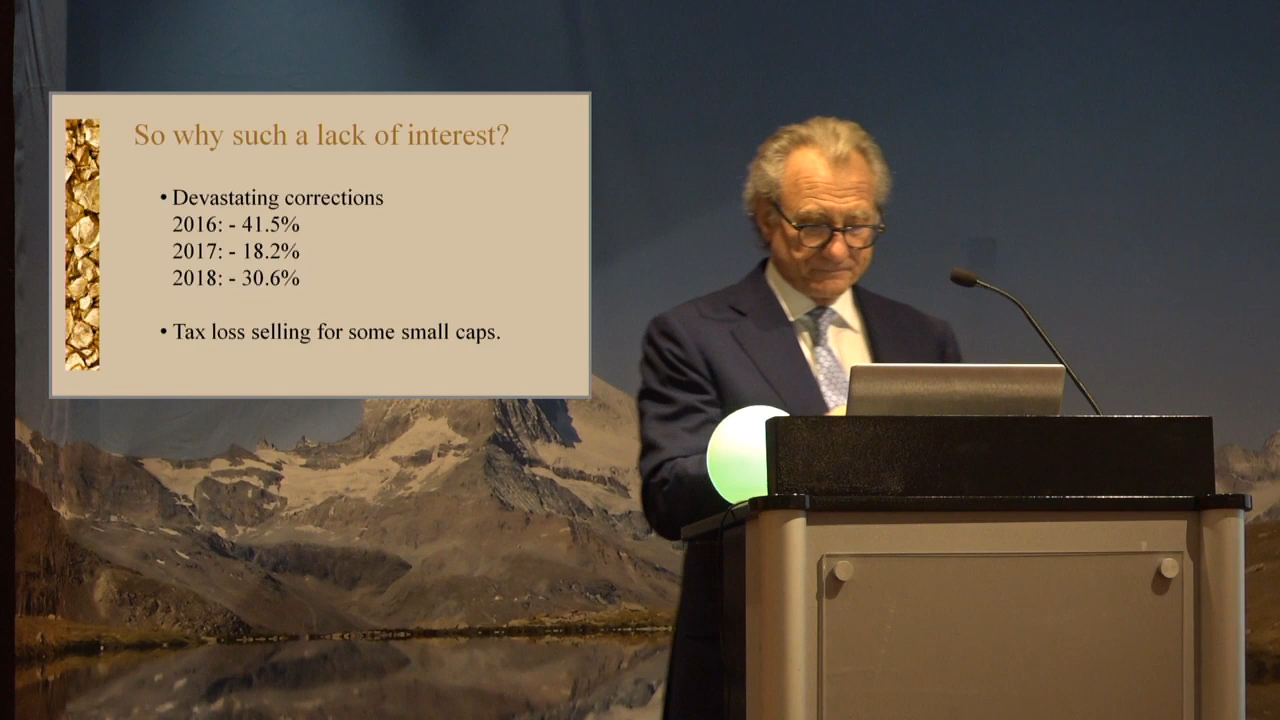 So why such a lack of interest?
• Devastating corrections
2016: - 41.5%
2017: - 18.2%
2018: - 30.6%
• Tax loss selling for some small caps.